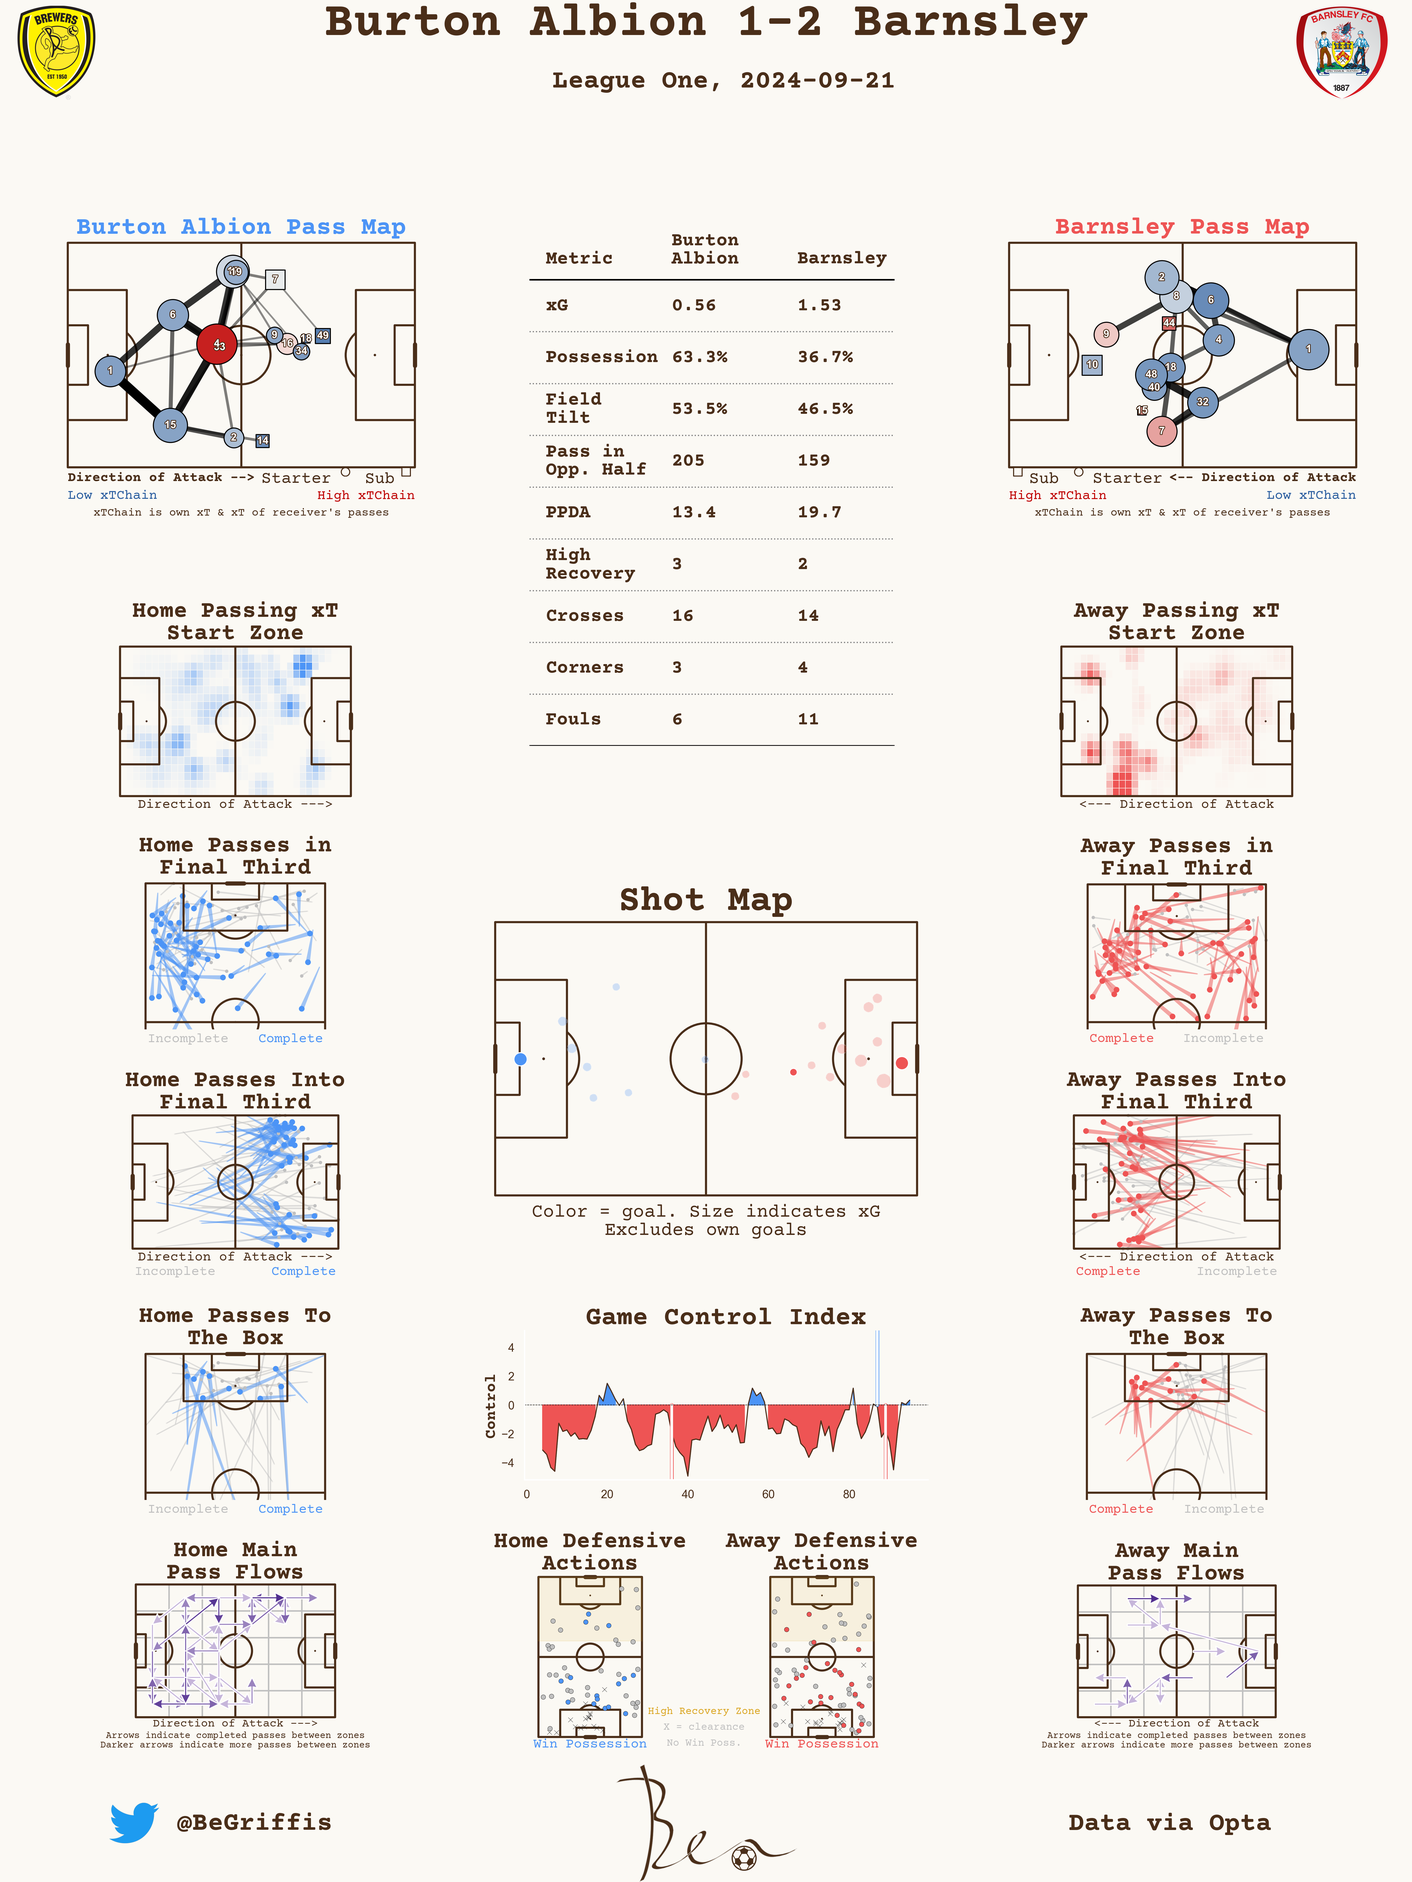 Burton Albion 1-2 Barnsley
League One, 2024-09-21
BREWERS
EST 1950
BARNSLEY FC
1887
Burton Albion Pass Map
1
6
15
19
2
7
14
9
16
18
34
49
Direction of Attack --> Starter Sub
Low xTChain High xTChain
xTChain is own xT & xT of receiver's passes
Metric Burton Albion Barnsley
xG 0.56 1.53
Possession 63.3% 36.7%
Field Tilt 53.5% 46.5%
Pass in Opp. Half 205 159
PPDA 13.4 19.7
High Recovery 3 2
Crosses 16 14
Corners 3 4
Fouls 6 11
Barnsley Pass Map
2
8
6
44
9
4
1
10
18
48
40
32
15
7
Sub Starter <-- Direction of Attack
High xTChain Low xTChain
xTChain is own xT & xT of receiver's passes
Home Passing xT
Start Zone
Direction of Attack --->
Away Passing xT
Start Zone
<--- Direction of Attack
Home Passes in
Final Third
Incomplete Complete
Shot Map
Color = goal. Size indicates xG
Excludes own goals
Away Passes in
Final Third
Complete Incomplete
Home Passes Into
Final Third
Direction of Attack --->
Incomplete Complete
Away Passes Into
Final Third
<--- Direction of Attack
Complete Incomplete
Home Passes To
The Box
Incomplete Complete
Game Control Index
Control
4
2
0
−2
−4
0 20 40 60 80
Away Passes To
The Box
Complete Incomplete
Home Main
Pass Flows
Direction of Attack --->
Arrows indicate completed passes between zones
Darker arrows indicate more passes between zones
Home Defensive
Actions
Win Possession
Away Defensive
Actions
Win Possession
High Recovery Zone
X = clearance
No Win Poss.
Away Main
Pass Flows
<--- Direction of Attack
Arrows indicate completed passes between zones
Darker arrows indicate more passes between zones
@BeGriffis
Ben
Data via Opta